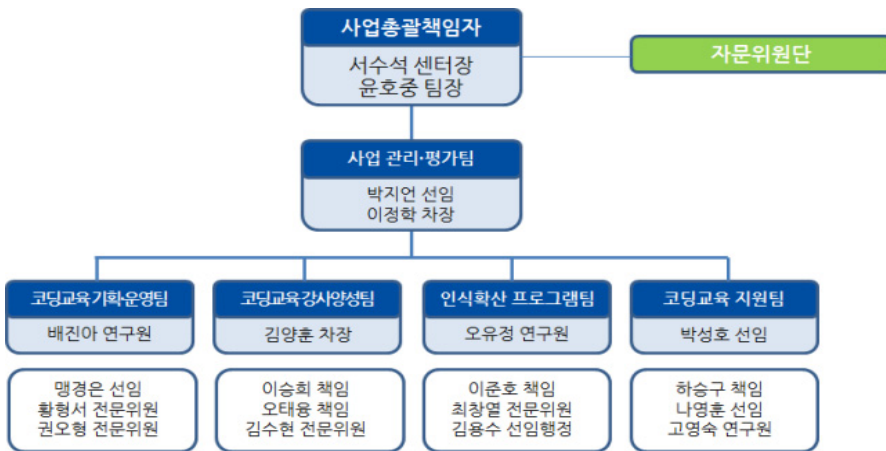 사업총괄책임자
서수석 센터장
윤호중 팀장
자문위원단
사업 관리·평가팀
박지언 선임
이정학 차장
코딩교육기획·운영팀
배진아 연구원
맹경은 선임
황형서 전문위원
권오형 전문위원
코딩교육강사양성팀
김양훈 차장
이승희 책임
오태융 책임
김수현 전문위원
인식확산 프로그램팀
오유정 연구원
이준호 책임
최창열 전문위원
김용수 선임행정
코딩교육 지원팀
박성호 선임
하승구 책임
나영훈 선임
고영숙 연구원